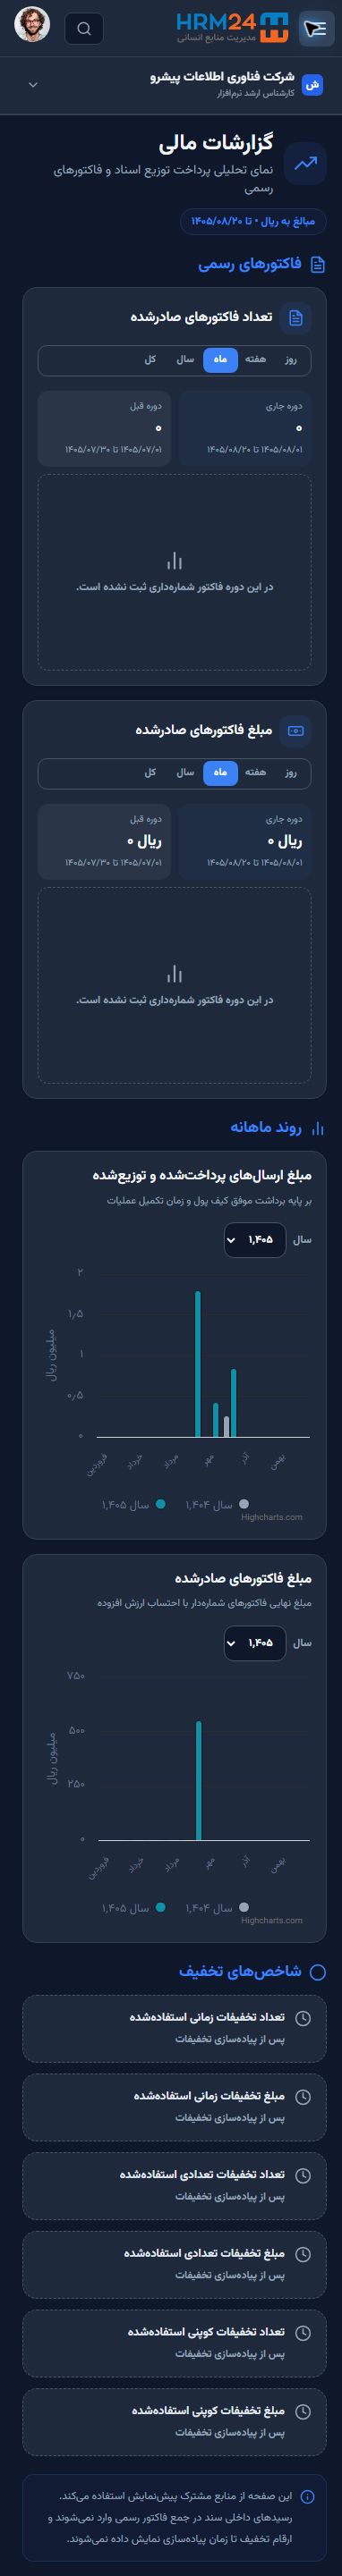 HRM24
مدیریت منابع انسانی
ش
شرکت فناوری اطلاعات پیشرو
کارشناس ارشد نرم‌افزار
گزارشات مالی
نمای تحلیلی پرداخت توزیع اسناد و فاکتورهای
رسمی
مبالغ به ریال • تا ۱۴۰۵/۰۸/۲۰
فاکتورهای رسمی
تعداد فاکتورهای صادرشده
روز هفته ماه سال کل
دوره جاری
۰
۱۴۰۵/۰۸/۰۱ تا ۱۴۰۵/۰۸/۲۰
دوره قبل
۰
۱۴۰۵/۰۷/۰۱ تا ۱۴۰۵/۰۷/۳۰
در این دوره فاکتور شماره‌داری ثبت نشده است.
مبلغ فاکتورهای صادرشده
روز هفته ماه سال کل
دوره جاری
۰ ریال
۱۴۰۵/۰۸/۰۱ تا ۱۴۰۵/۰۸/۲۰
دوره قبل
۰ ریال
۱۴۰۵/۰۷/۰۱ تا ۱۴۰۵/۰۷/۳۰
در این دوره فاکتور شماره‌داری ثبت نشده است.
روند ماهانه
مبلغ ارسال‌های پرداخت‌شده و توزیع‌شده
بر پایه برداشت موفق کیف پول و زمان تکمیل عملیات
سال ۱,۴۰۵
۲
۱٫۵
۱
۰٫۵
۰
میلیون ریال
فروردین خرداد مرداد مهر آذر بهمن
سال ۱,۴۰۴ سال ۱,۴۰۵
Highcharts.com
مبلغ فاکتورهای صادرشده
مبلغ نهایی فاکتورهای شماره‌دار با احتساب ارزش افزوده
سال ۱,۴۰۵
۷۵۰
۵۰۰
۲۵۰
۰
میلیون ریال
فروردین خرداد مرداد مهر آذر بهمن
سال ۱,۴۰۴ سال ۱,۴۰۵
Highcharts.com
شاخص‌های تخفیف
تعداد تخفیفات زمانی استفاده‌شده
پس از پیاده‌سازی تخفیفات
مبلغ تخفیفات زمانی استفاده‌شده
پس از پیاده‌سازی تخفیفات
تعداد تخفیفات تعدادی استفاده‌شده
پس از پیاده‌سازی تخفیفات
مبلغ تخفیفات تعدادی استفاده‌شده
پس از پیاده‌سازی تخفیفات
تعداد تخفیفات کوپنی استفاده‌شده
پس از پیاده‌سازی تخفیفات
مبلغ تخفیفات کوپنی استفاده‌شده
پس از پیاده‌سازی تخفیفات
این صفحه از منابع مشترک پیش‌نمایش استفاده می‌کند.
رسیدهای داخلی سند در جمع فاکتور رسمی وارد نمی‌شوند و
ارقام تخفیف تا زمان پیاده‌سازی نمایش داده نمی‌شوند.